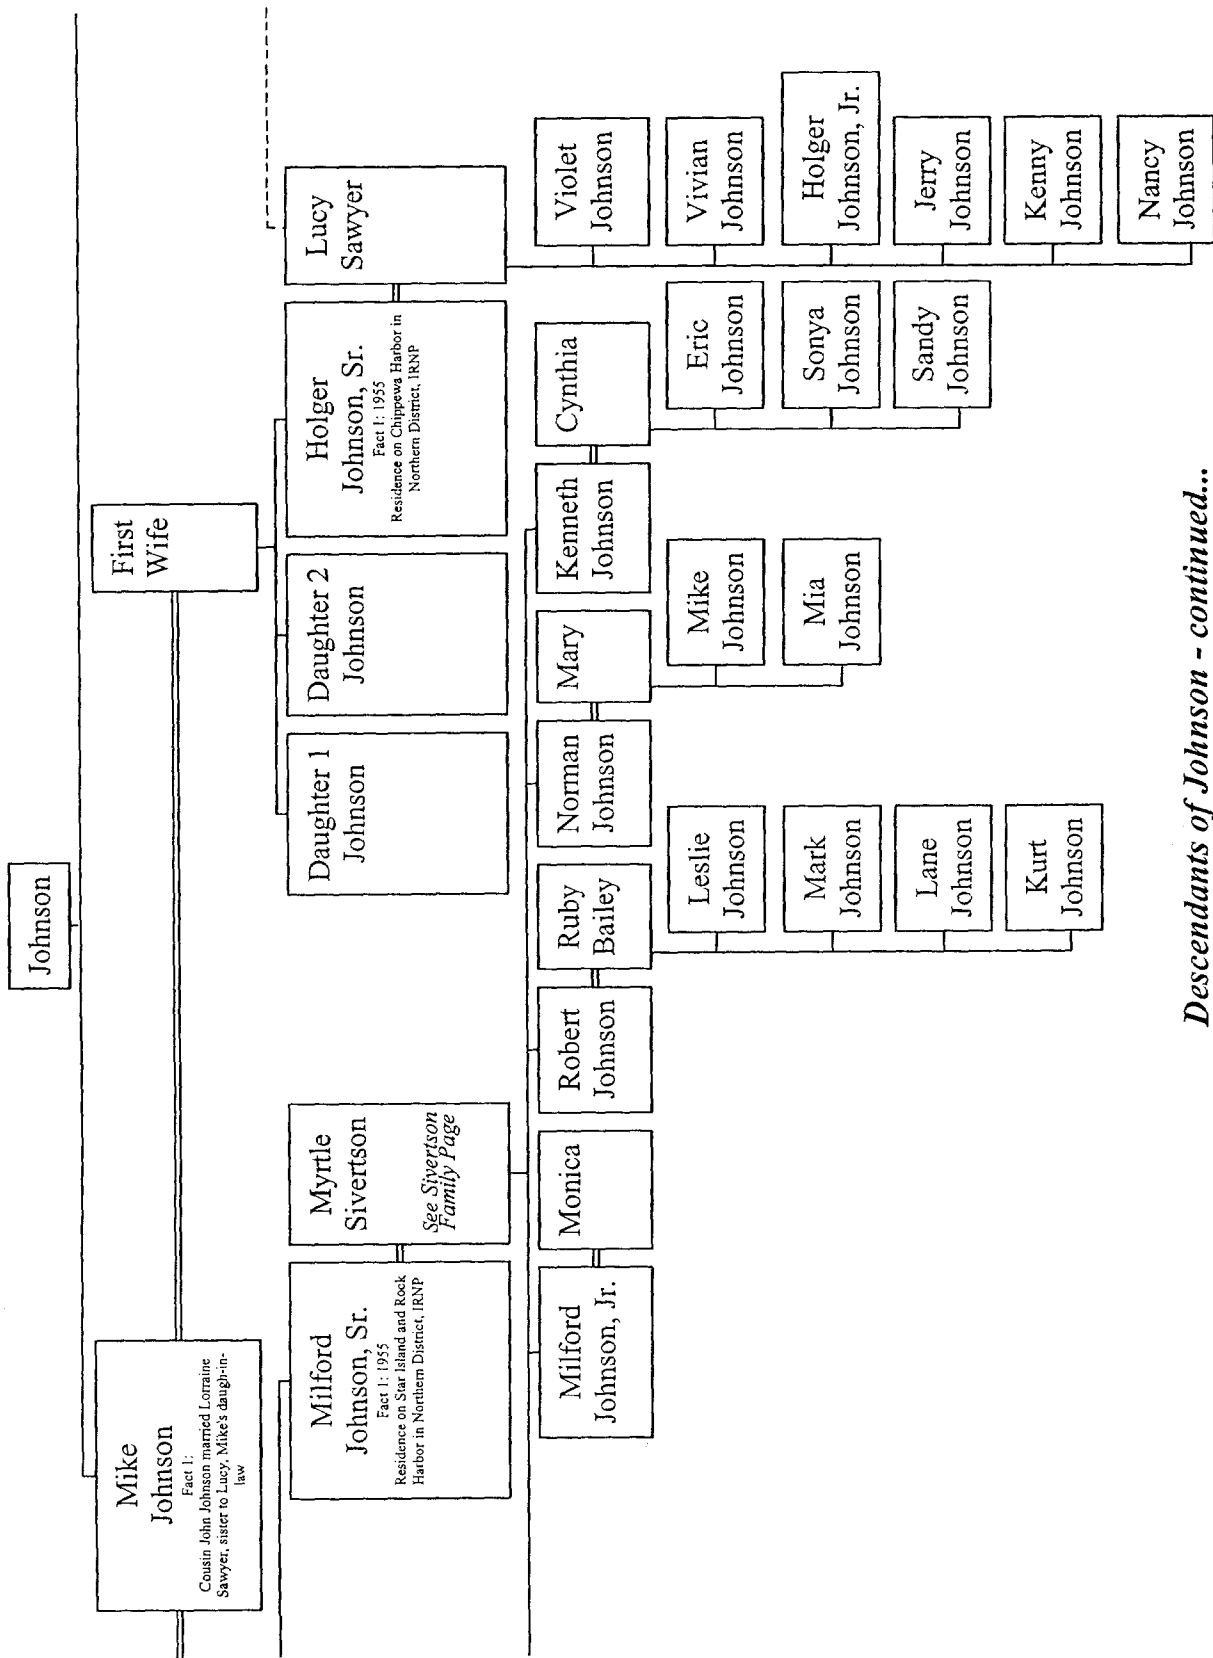 Johnson
Mike
Johnson
Fact 1:
Cousin John Johnson married Lorraine
Sawyer, sister to Lucy, Mike's daugh-in-
law
First
Wife
Milford
Johnson, Sr.
Fact 1: 1955
Residence on Star Island and Rock
Harbor in Northern District, IRNP
Myrtle
Sivertson
See Sivertson
Family Page
Daughter 1
Johnson
Daughter 2
Johnson
Holger
Johnson, Sr.
Fact 1: 1955
Residence on Chippewa Harbor in
Northern District, IRNP
Lucy
Sawyer
Milford
Johnson, Jr.
Monica
Robert
Johnson
Ruby
Bailey
Norman
Johnson
Mary
Kenneth
Johnson
Cynthia
Violet
Johnson
Leslie
Johnson
Mike
Johnson
Eric
Johnson
Vivian
Johnson
Mark
Johnson
Mia
Johnson
Sonya
Johnson
Holger
Johnson, Jr.
Lane
Johnson
Sandy
Johnson
Jerry
Johnson
Kurt
Johnson
Kenny
Johnson
Nancy
Johnson
Descendants of Johnson - continued...